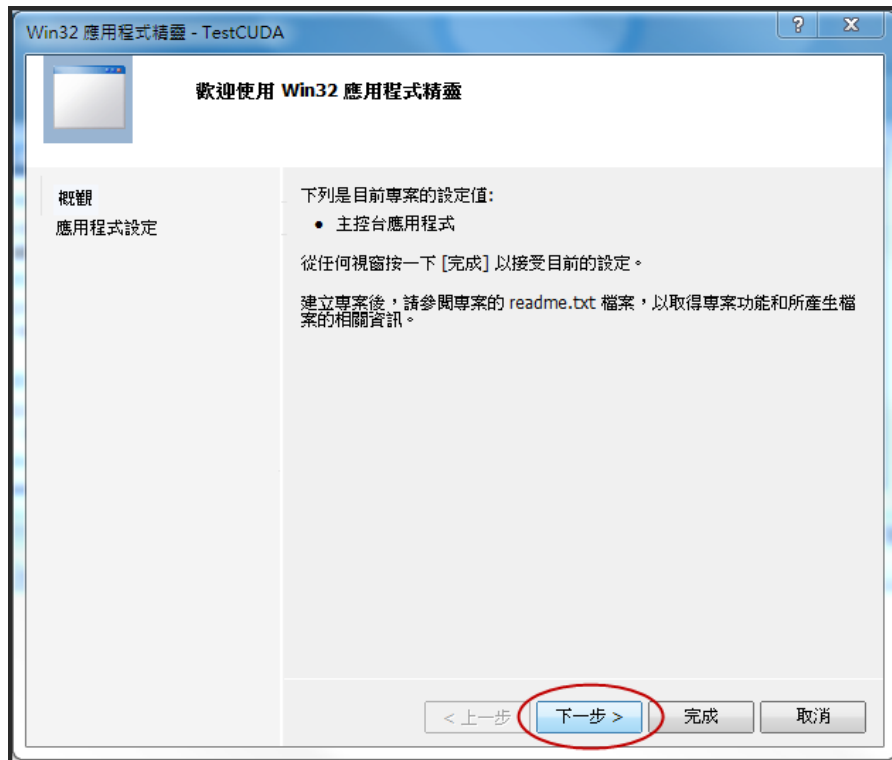 Win32 應用程式精靈 - TestCUDA
歡迎使用 Win32 應用程式精靈
概觀
應用程式設定
下列是目前專案的設定值:
• 主控台應用程式
從任何視窗按一下 [完成] 以接受目前的設定。
建立專案後，請參閱專案的 readme.txt 檔案，以取得專案功能和所產生檔
案的相關資訊。
< 上一步
下一步 >
完成
取消